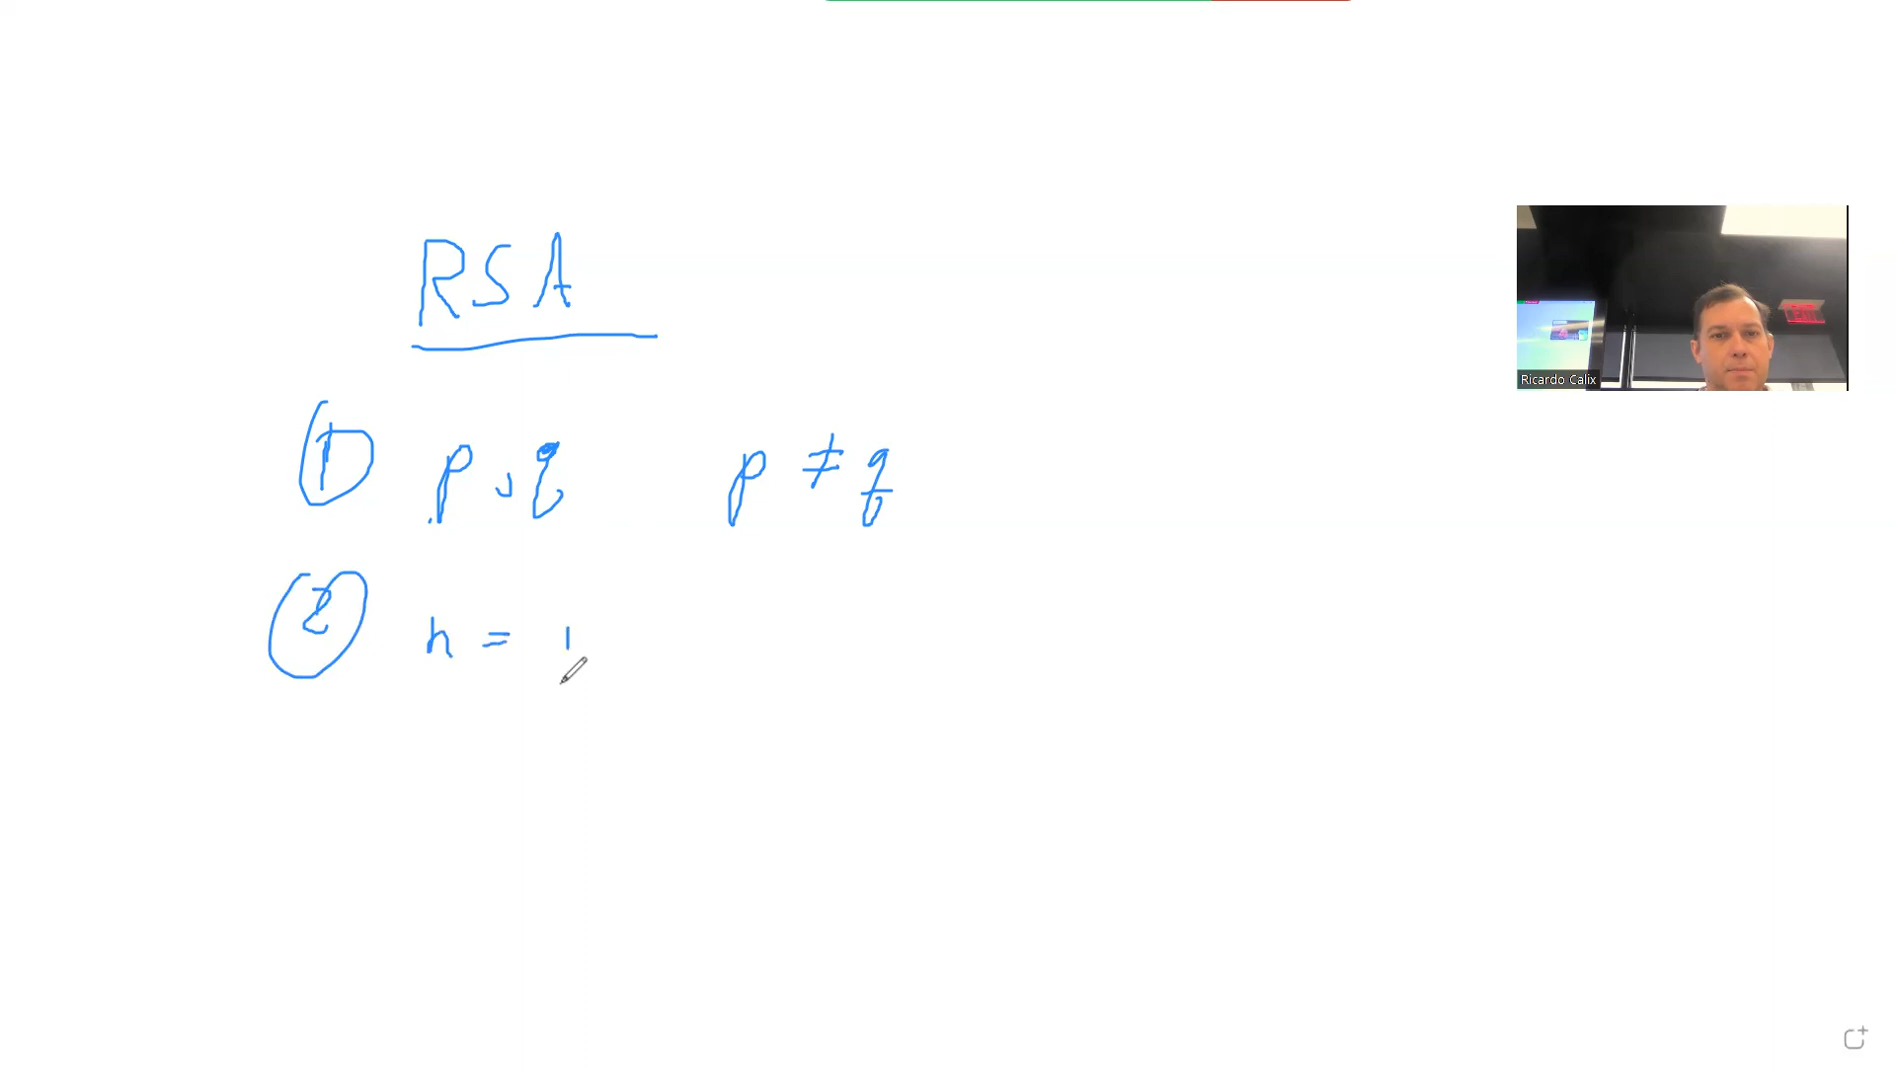 RSA
Ricardo Calix
1 p, q p ≠ q
2 n =